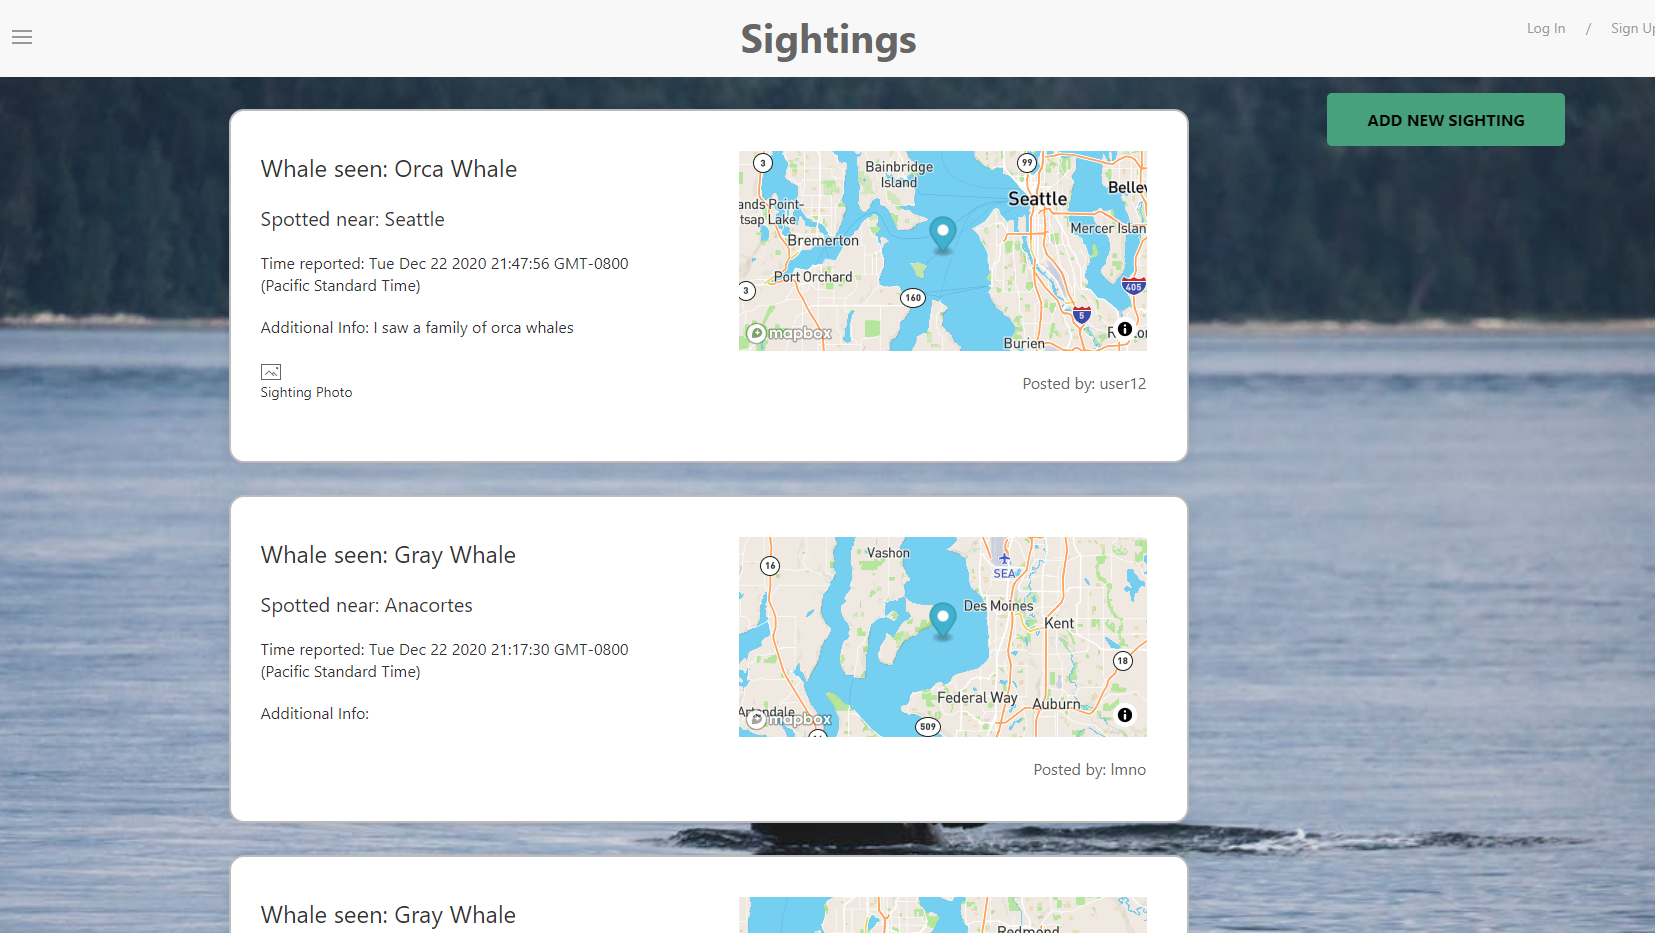 Sightings
Log In / Sign Up
ADD NEW SIGHTING
Whale seen: Orca Whale
Spotted near: Seattle
Time reported: Tue Dec 22 2020 21:47:56 GMT-0800
(Pacific Standard Time)
Additional Info: I saw a family of orca whales
Sighting Photo
3
Bainbridge
Island
99
Seattle
Bellev
ands Point-
tsap Lake
Bremerton
Mercer Islan
Port Orchard
3
160
405
5
Burien
mapbox
Posted by: user12
Whale seen: Gray Whale
Spotted near: Anacortes
Time reported: Tue Dec 22 2020 21:17:30 GMT-0800
(Pacific Standard Time)
Additional Info:
16
Vashon
SEA
Des Moines
Kent
18
Federal Way
Auburn
509
mapbox
Posted by: lmno
Whale seen: Gray Whale
Redmond